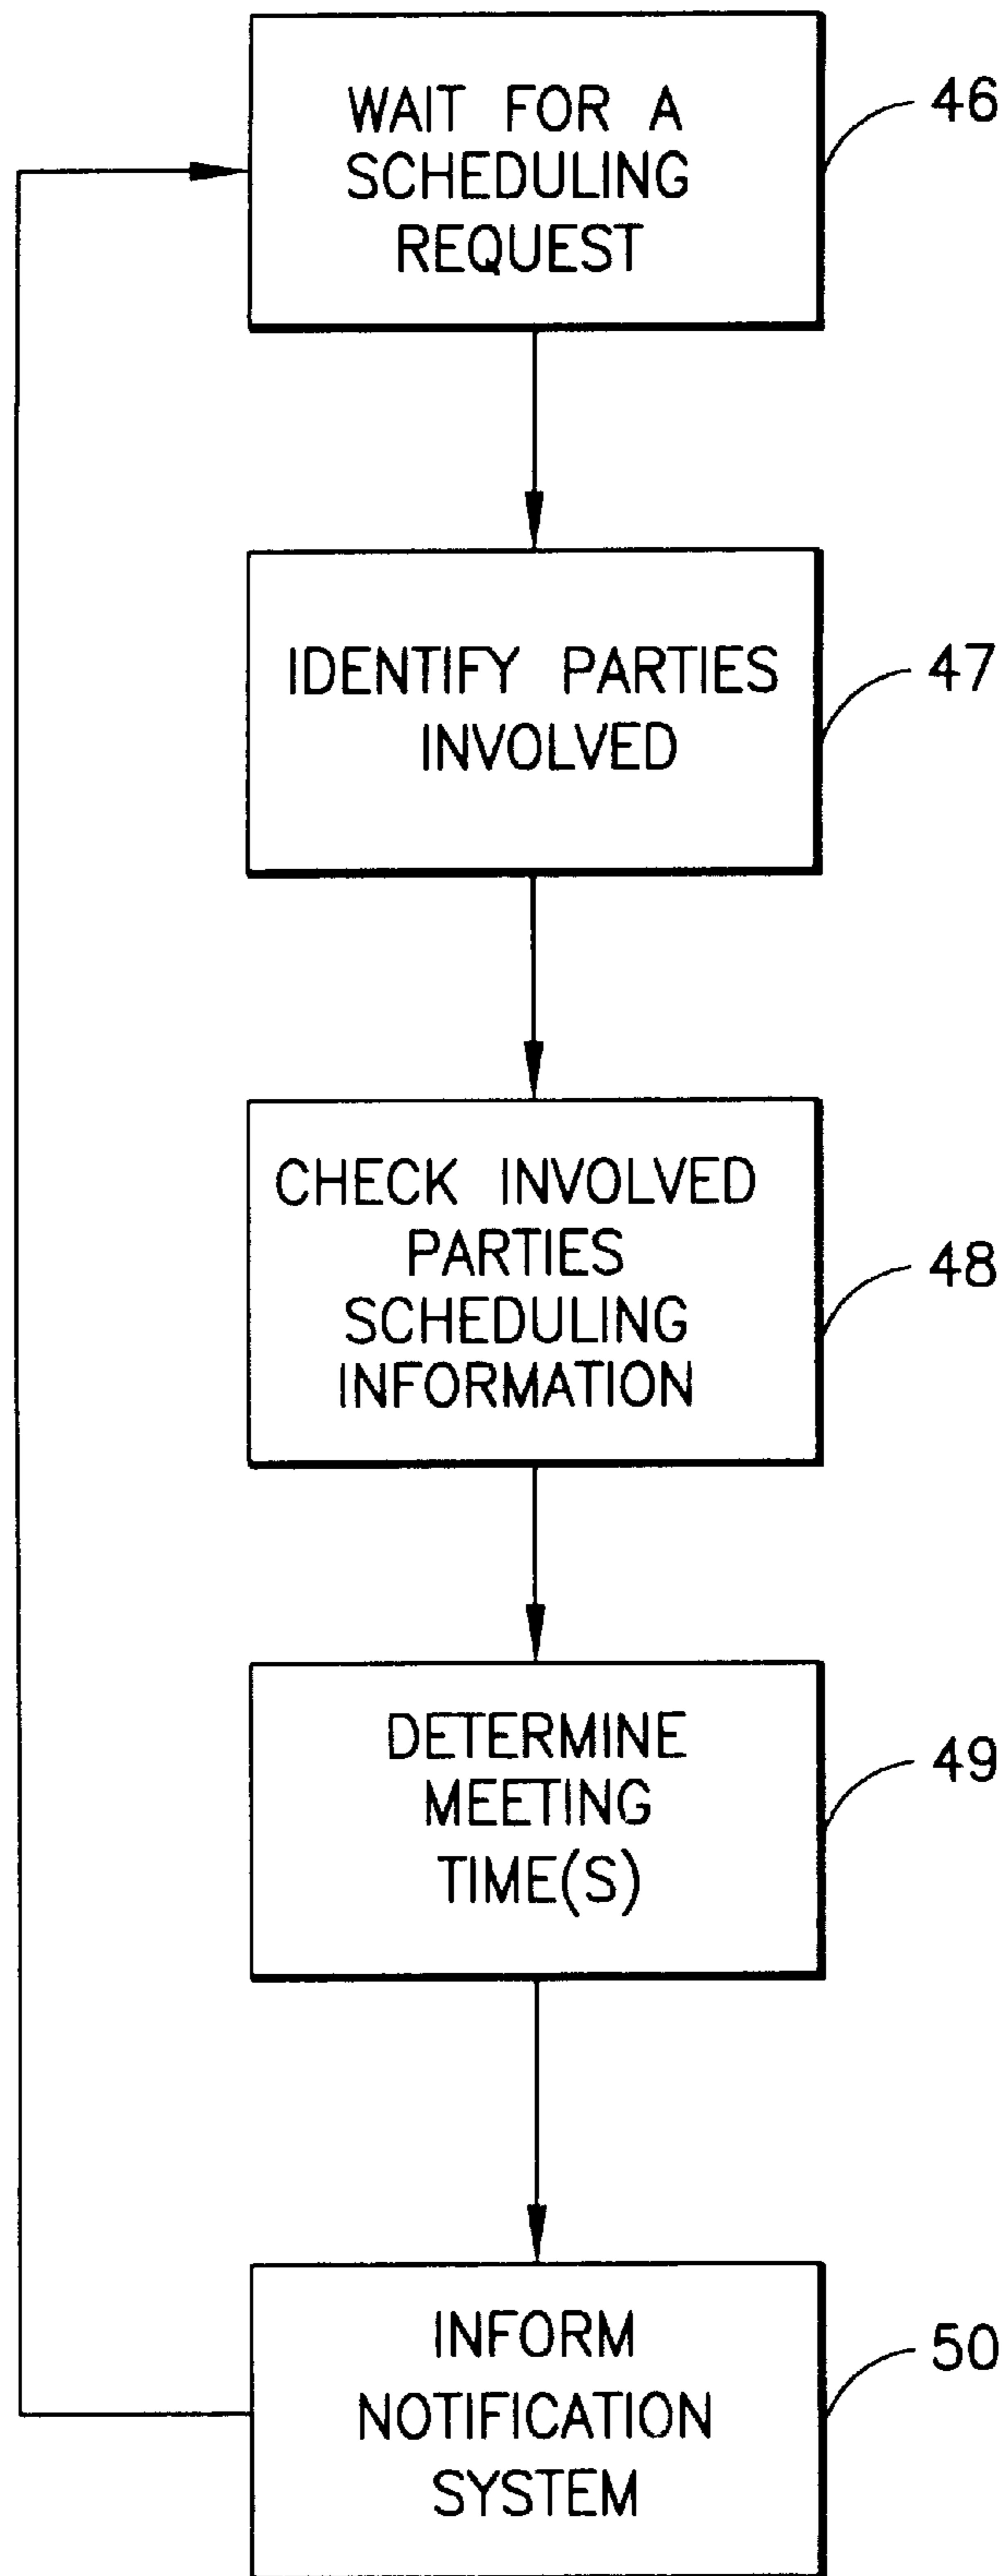 WAIT FOR A
SCHEDULING
REQUEST
46
IDENTIFY PARTIES
INVOLVED
47
CHECK INVOLVED
PARTIES
SCHEDULING
INFORMATION
48
DETERMINE
MEETING
TIME(S)
49
INFORM
NOTIFICATION
SYSTEM
50